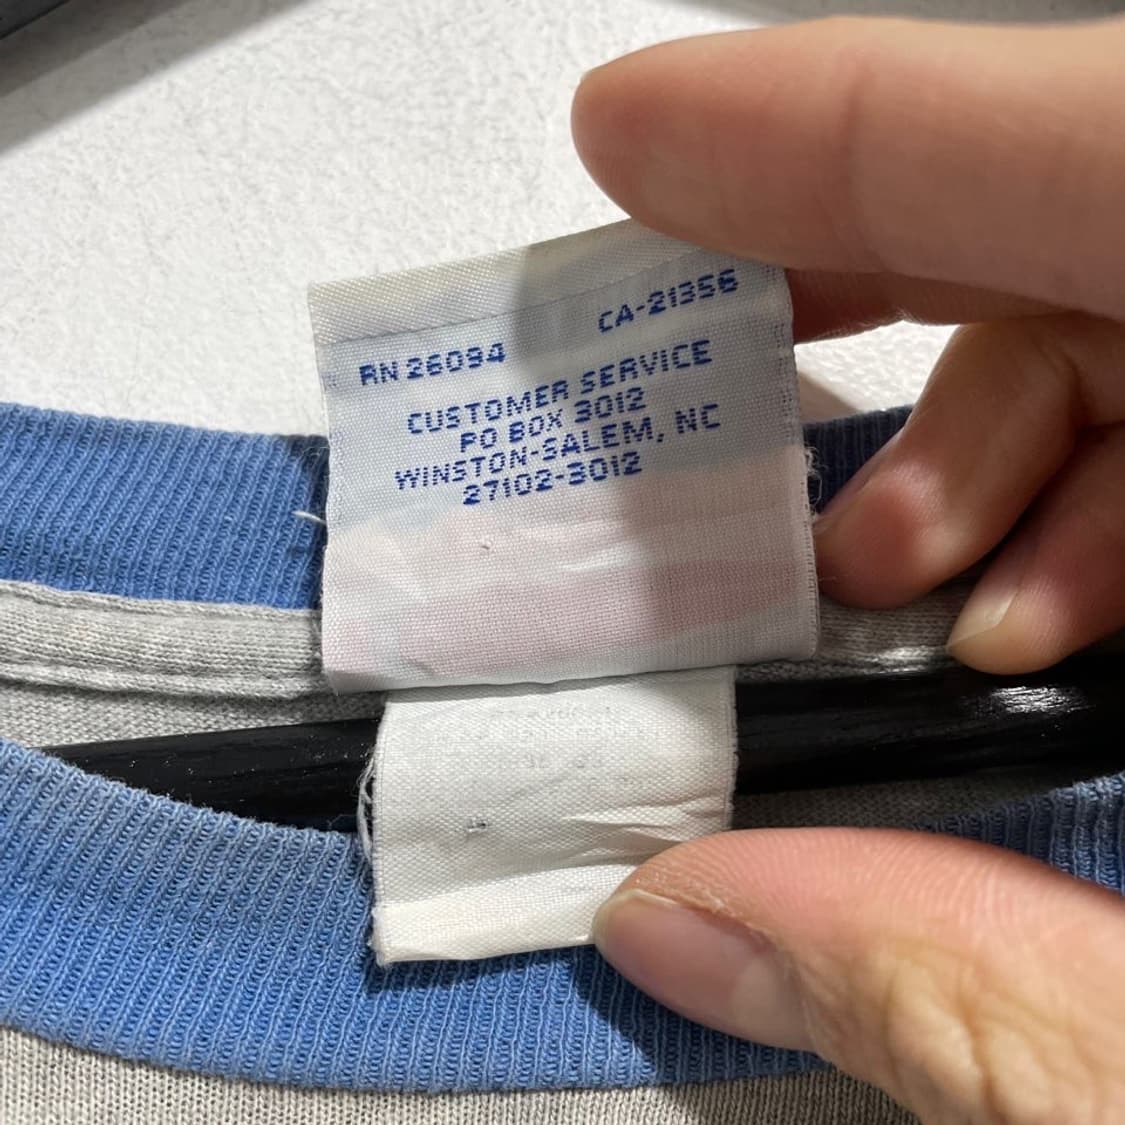 RN 26094
CA-21356
CUSTOMER SERVICE
PO BOX 3012
WINSTON-SALEM, NC
27102-3012